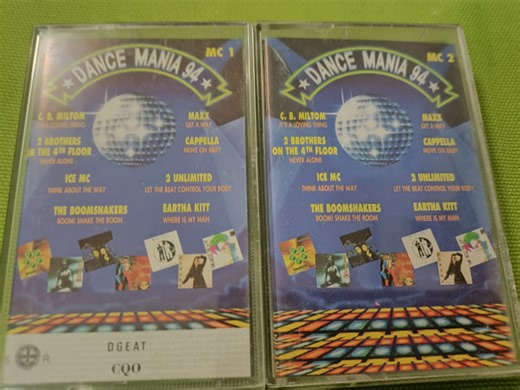 MC 1
DANCE MANIA 94
C. B. MILTOM
IT'S A LOVING THING
MAXX
GET A WAY
2 BROTHERS
ON THE 4TH FLOOR
NEVER ALONE
CAPPELLA
MOVE ON BABY
ICE MC
THINK ABOUT THE WAY
2 UNLIMITED
LET THE BEAT CONTROL YOUR BODY
THE BOOMSHAKERS
BOOM! SHAKE THE ROOM
EARTHA KITT
WHERE IS MY MAN
DGEAT
CQO
S
R.
MC 2
DANCE MANIA 94
C. B. MILTOM
IT'S A LOVING THING
MAXX
GET A WAY
2 BROTHERS
ON THE 4TH FLOOR
NEVER ALONE
CAPPELLA
MOVE ON BABY
ICE MC
THINK ABOUT THE WAY
2 UNLIMITED
LET THE BEAT CONTROL YOUR BODY
THE BOOMSHAKERS
BOOM! SHAKE THE ROOM
EARTHA KITT
WHERE IS MY MAN